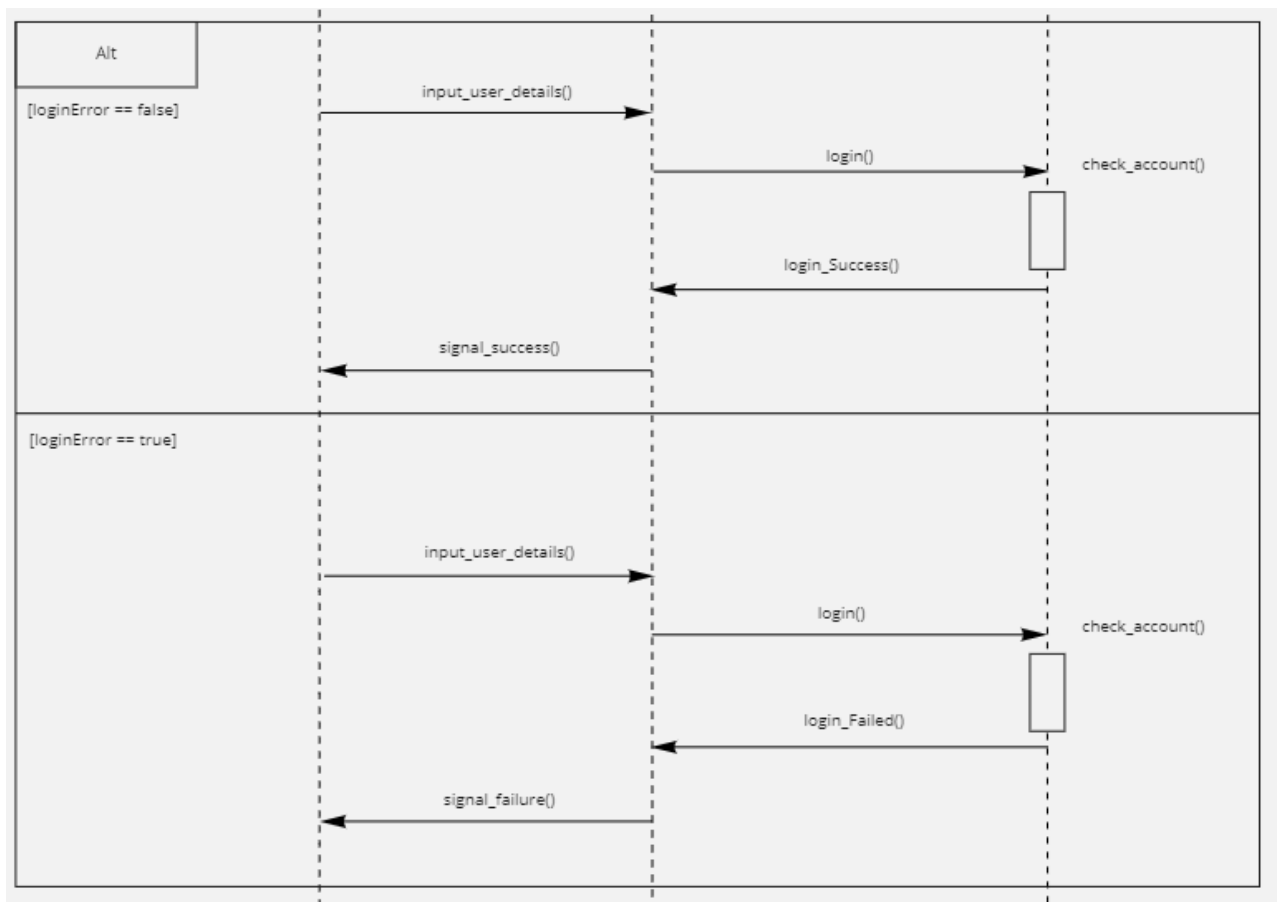 Alt
[loginError == false]
input_user_details()
login()
check_account()
login_Success()
signal_success()
[loginError == true]
input_user_details()
login()
check_account()
login_Failed()
signal_failure()